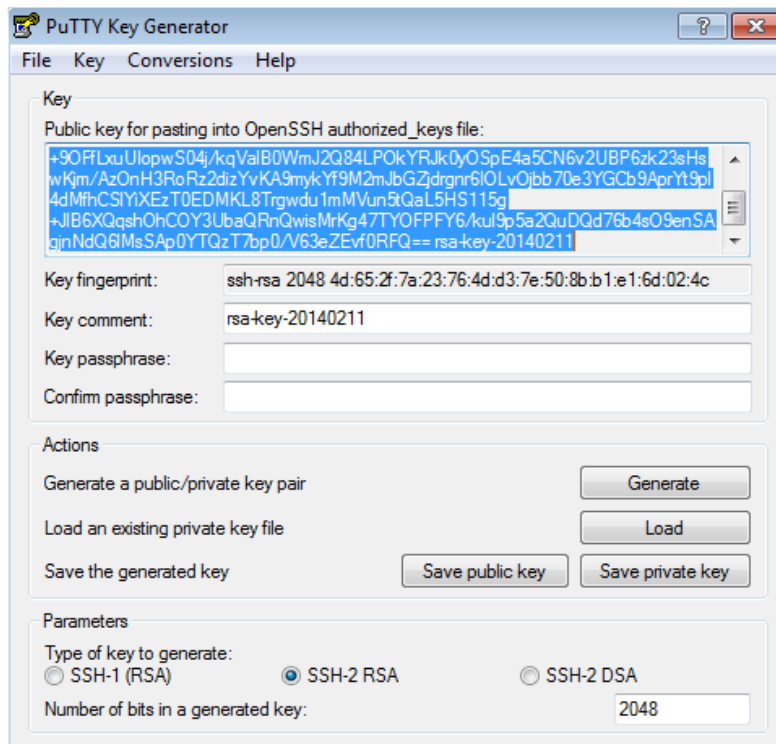 PuTTY Key Generator
File Key Conversions Help
Key
Public key for pasting into OpenSSH authorized_keys file:
+9OFfLxuUIopwS04j/kqValB0WmJ2Q84LPOkYRJk0yOSpE4a5CN6v2UBP6zk23sHs
wKjm/AzOnH3RoRz2dizYvKA9mykYf9M2mJbGZjdrgnr6lOLvOjbb70e3YGCb9AprYt9pl
4dMfhCSlYiXEzT0EDMKL8Trgwdu1mMVun5tQaL5HS115g
+JlB6XQqshOhCOY3UbaQRnQwisMrKg47TYOFPFY6/kuI9p5a2QuDQd76b4sO9enSA
gjnNdQ6lMsSAp0YTQzT7bp0/V63eZEvf0RFQ== rsa-key-20140211
Key fingerprint: ssh-rsa 2048 4d:65:2f:7a:23:76:4d:d3:7e:50:8b:b1:e1:6d:02:4c
Key comment: rsa-key-20140211
Key passphrase:
Confirm passphrase:
Actions
Generate a public/private key pair Generate
Load an existing private key file Load
Save the generated key Save public key Save private key
Parameters
Type of key to generate:
SSH-1 (RSA) SSH-2 RSA SSH-2 DSA
Number of bits in a generated key: 2048